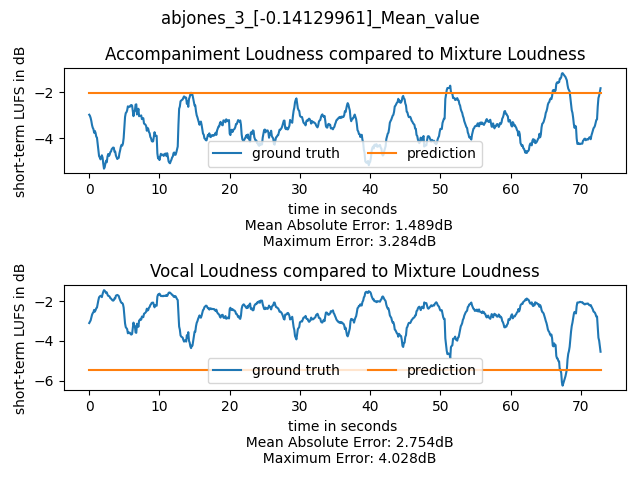 abjones_3_[-0.14129961]_Mean_value
Accompaniment Loudness compared to Mixture Loudness
short-term LUFS in dB
−2
−4
ground truth
prediction
0 10 20 30 40 50 60 70
time in seconds
Mean Absolute Error: 1.489dB
Maximum Error: 3.284dB
Vocal Loudness compared to Mixture Loudness
short-term LUFS in dB
−2
−4
−6
ground truth
prediction
0 10 20 30 40 50 60 70
time in seconds
Mean Absolute Error: 2.754dB
Maximum Error: 4.028dB